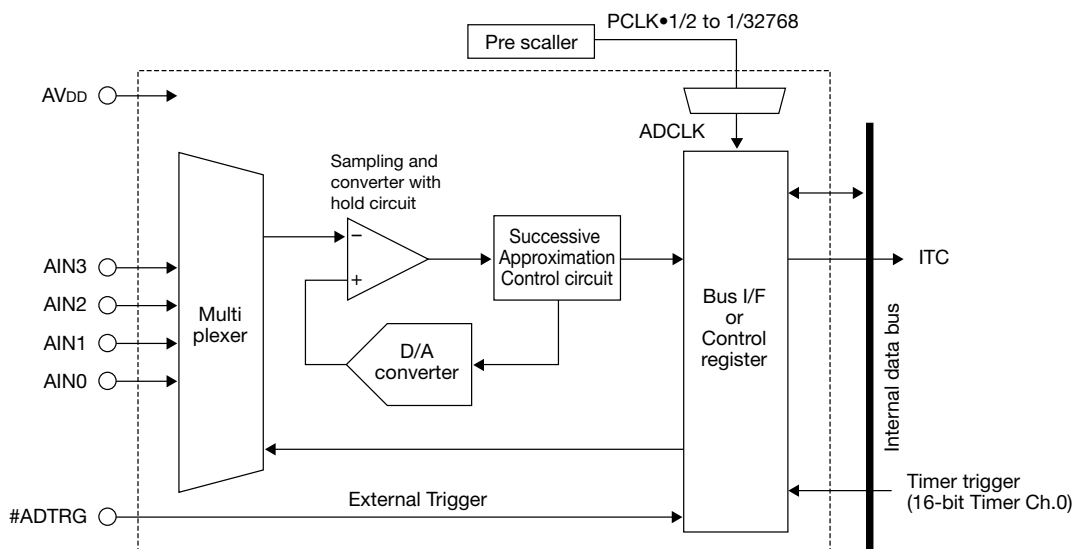 PCLK•1/2 to 1/32768
Pre scaller
AVDD
ADCLK
Sampling and
converter with
hold circuit
−
+
Successive
Approximation
Control circuit
ITC
AIN3
AIN2
AIN1
AIN0
Multi
plexer
D/A
converter
Bus I/F
or
Control
register
Internal data bus
External Trigger
#ADTRG
Timer trigger
(16-bit Timer Ch.0)